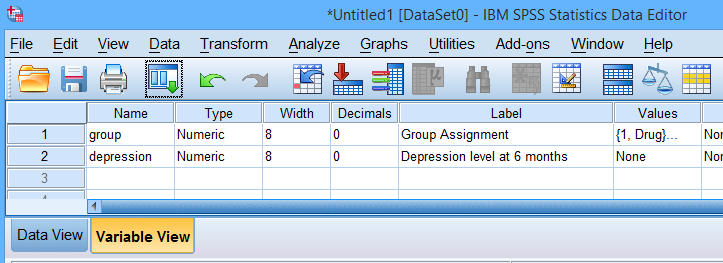 *Untitled1 [DataSet0] - IBM SPSS Statistics Data Editor
File Edit View Data Transform Analyze Graphs Utilities Add-ons Window Help
Name Type Width Decimals Label Values
1 group Numeric 8 0 Group Assignment {1, Drug}... Non
2 depression Numeric 8 0 Depression level at 6 months None Non
3
Data View Variable View